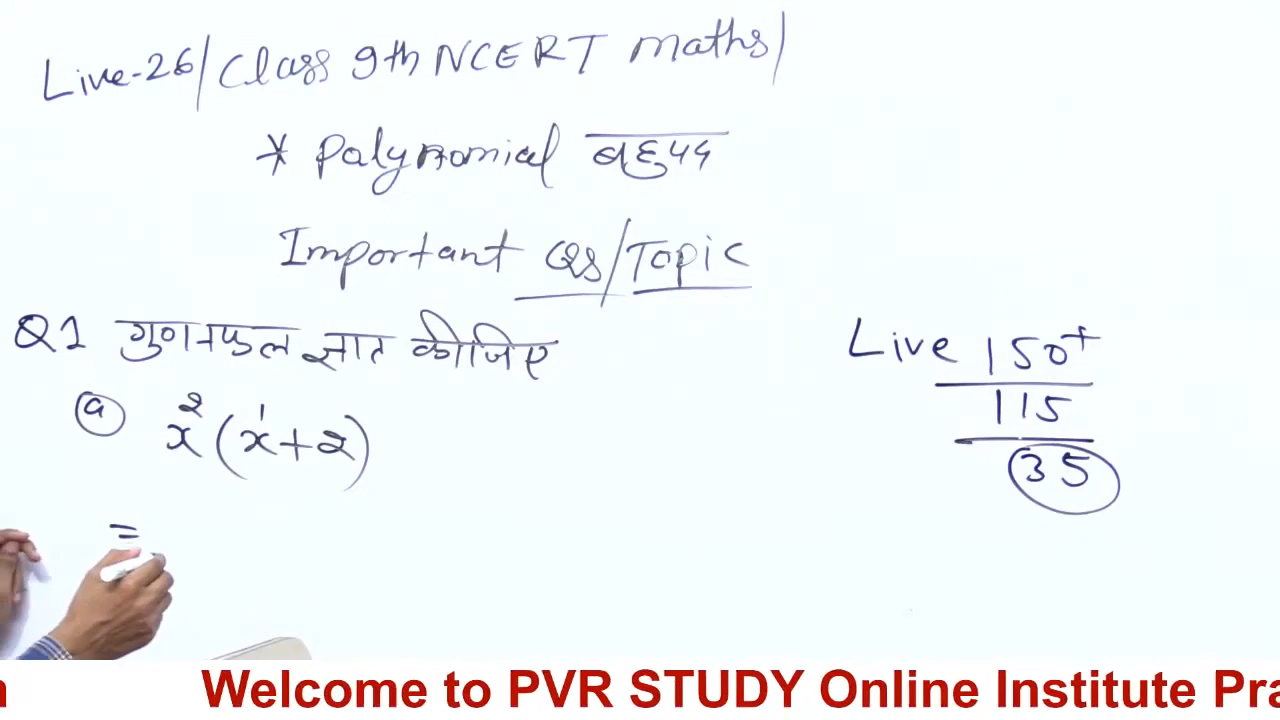 Live-26/Class 9th NCERT maths/
* Polynomial बहुपद
Important Qs/Topic
Q1 गुणनफल ज्ञात कीजिए
(a) x²(x¹+2)
=
Live 150+
115
35
Welcome to PVR STUDY Online Institute Pra